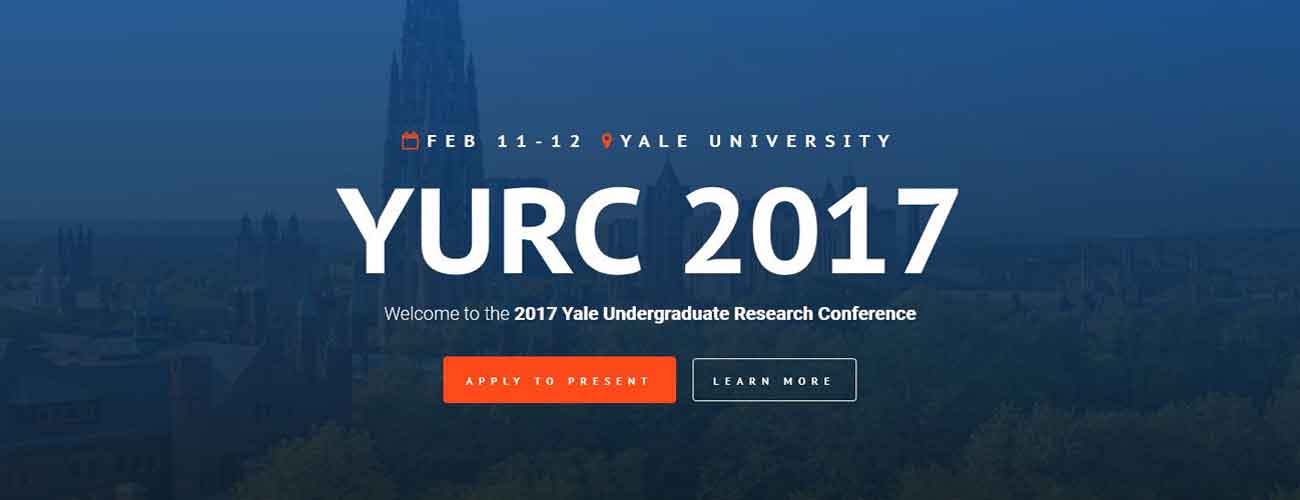 FEB 11-12 YALE UNIVERSITY
YURC 2017
Welcome to the 2017 Yale Undergraduate Research Conference
APPLY TO PRESENT LEARN MORE